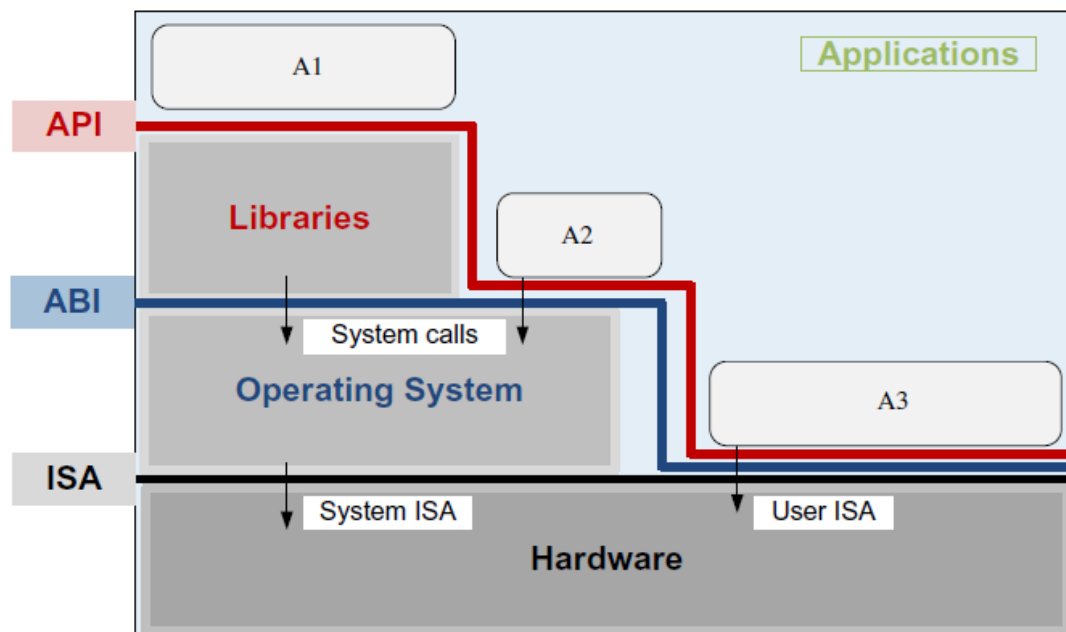 A1
Applications
API
Libraries
A2
ABI
System calls
Operating System
A3
ISA
System ISA
User ISA
Hardware